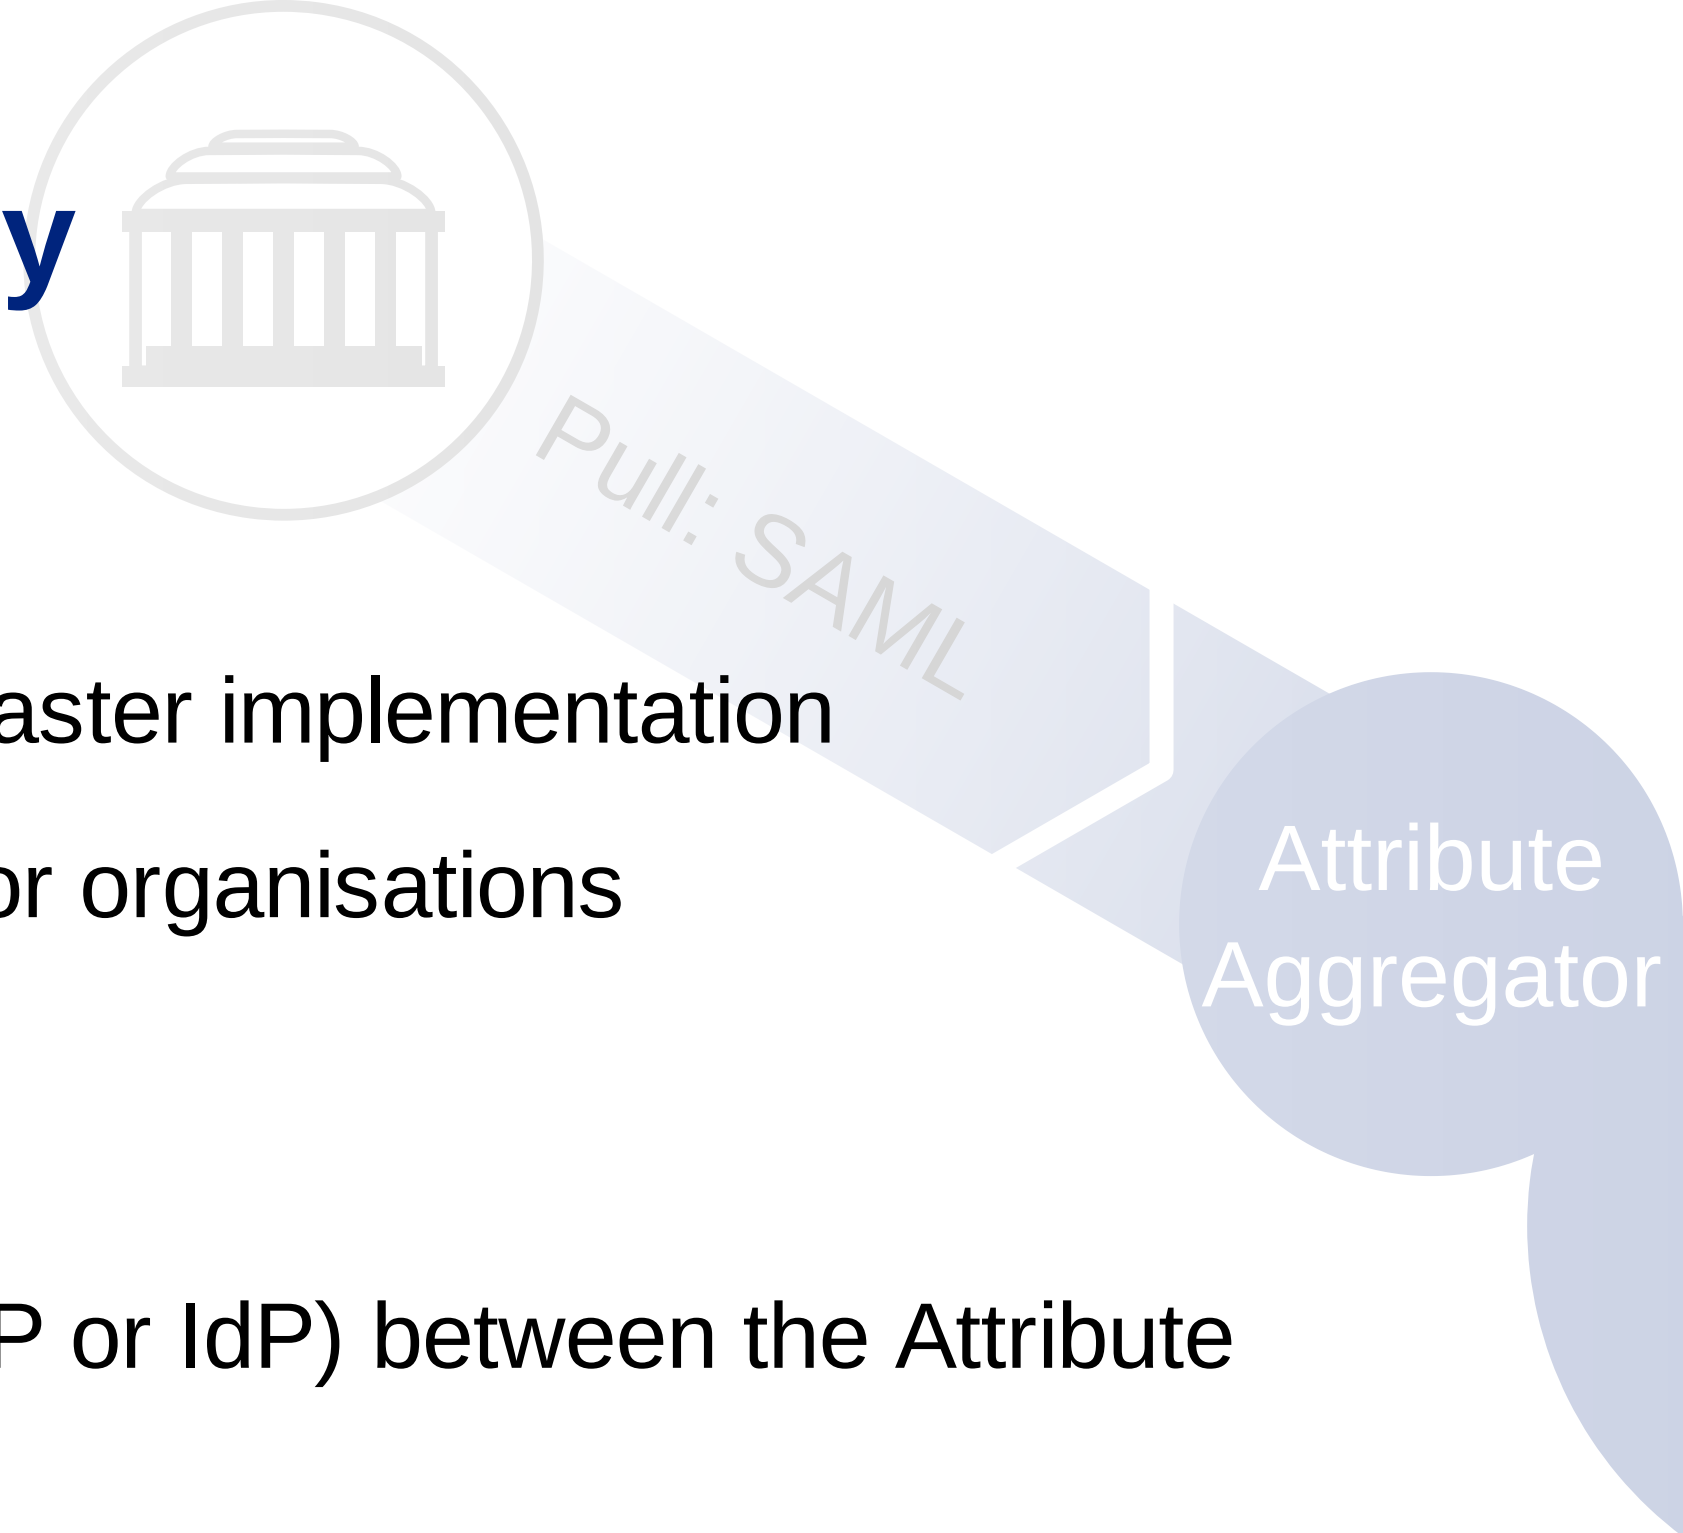 y
Pull: SAML
aster implementation
Attribute
or organisations
Aggregator
P or IdP) between the Attribute